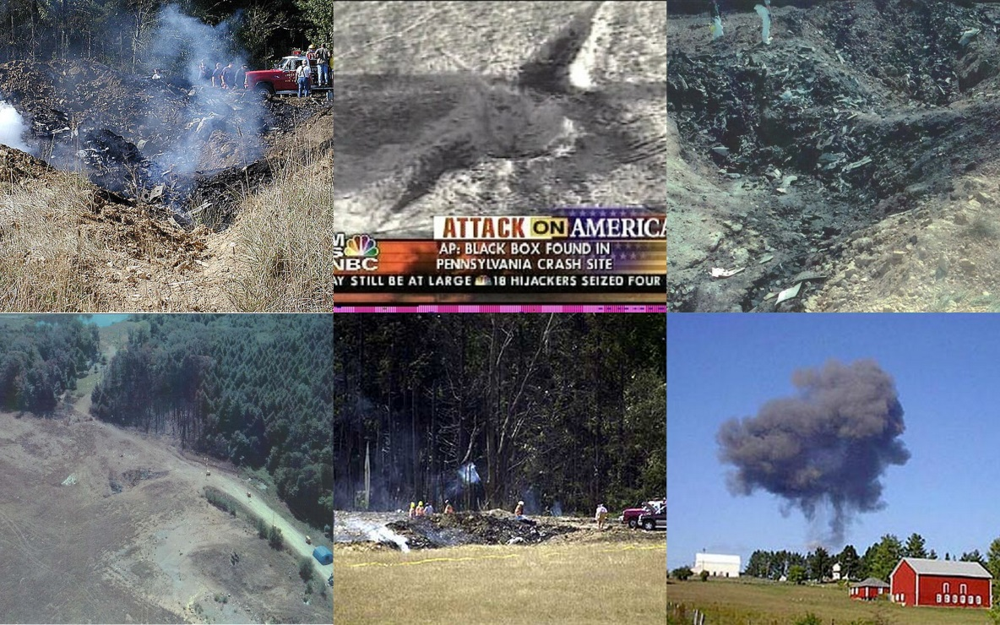 ATTACK ON AMERICA
AP: BLACK BOX FOUND IN
PENNSYLVANIA CRASH SITE
NBC
AY STILL BE AT LARGE 18 HIJACKERS SEIZED FOUR